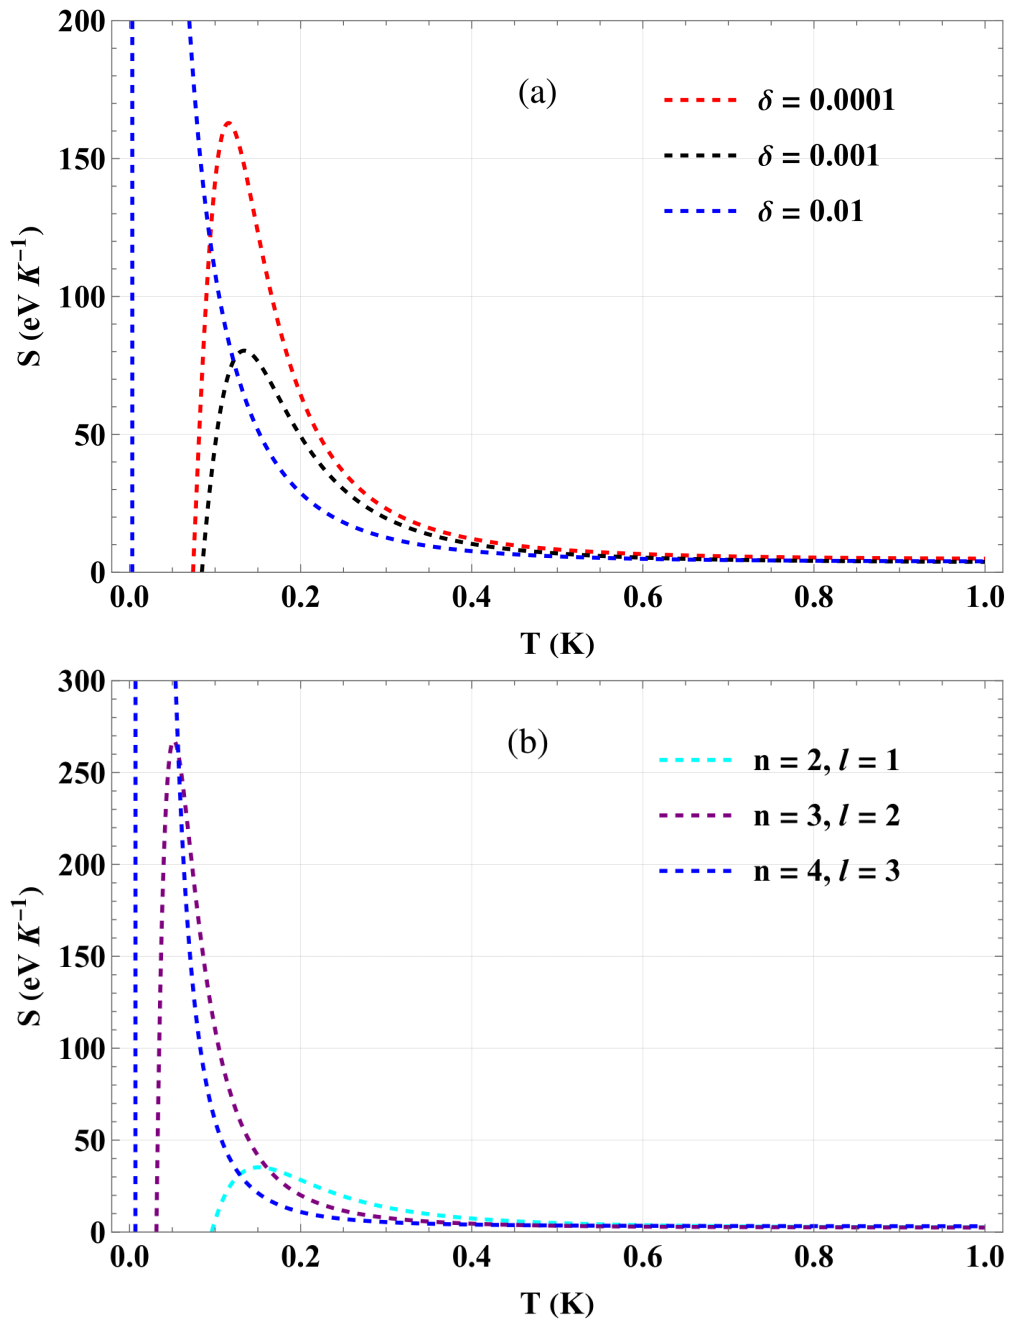 200
150
100
50
0
S (eV K⁻¹)
(a)
δ = 0.0001
δ = 0.001
δ = 0.01
0.0 0.2 0.4 0.6 0.8 1.0
T (K)
300
250
200
150
100
50
0
S (eV K⁻¹)
(b)
n = 2, l = 1
n = 3, l = 2
n = 4, l = 3
0.0 0.2 0.4 0.6 0.8 1.0
T (K)